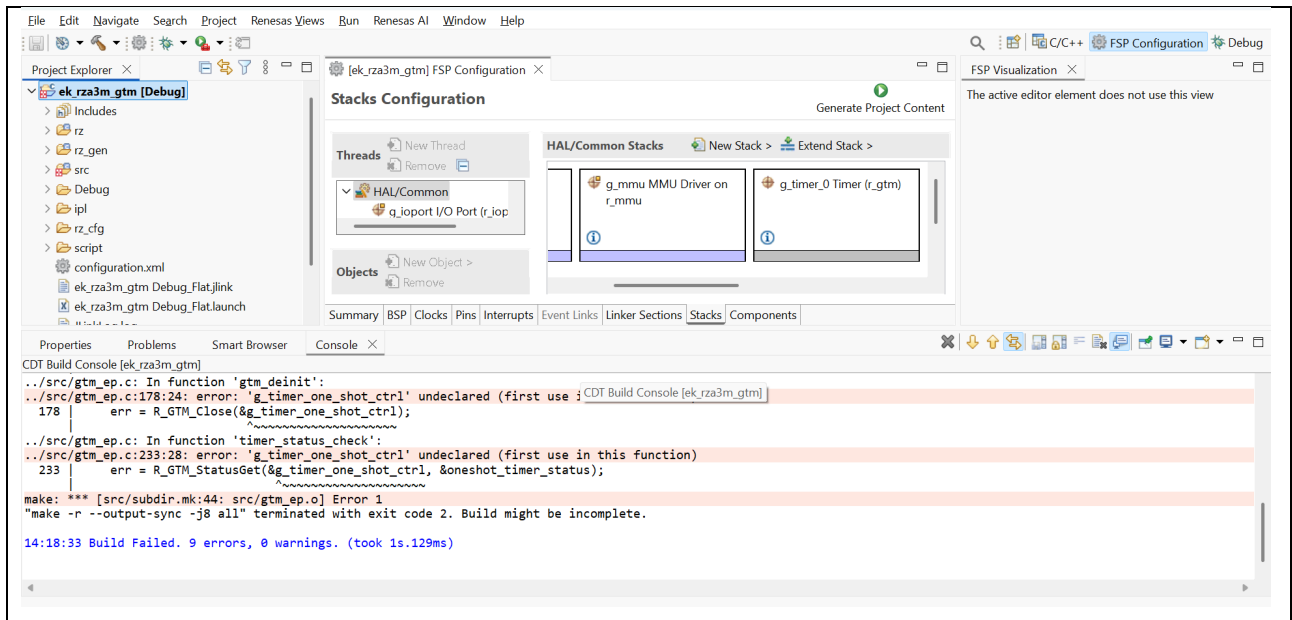 File Edit Navigate Search Project Renesas Views Run Renesas AI Window Help
C/C++ FSP Configuration Debug
Project Explorer
[ek_rza3m_gtm] FSP Configuration
FSP Visualization
ek_rza3m_gtm [Debug]
Includes
rz
rz_gen
src
Debug
ipl
rz_cfg
script
configuration.xml
ek_rza3m_gtm Debug_Flat.jlink
ek_rza3m_gtm Debug_Flat.launch
Stacks Configuration
Generate Project Content
Threads
New Thread
Remove
HAL/Common
g_ioport I/O Port (r_iop
Objects
New Object >
Remove
HAL/Common Stacks
New Stack >
Extend Stack >
g_mmu MMU Driver on
r_mmu
g_timer_0 Timer (r_gtm)
Summary BSP Clocks Pins Interrupts Event Links Linker Sections Stacks Components
The active editor element does not use this view
Properties Problems Smart Browser Console
CDT Build Console [ek_rza3m_gtm]
../src/gtm_ep.c: In function 'gtm_deinit':
../src/gtm_ep.c:178:24: error: 'g_timer_one_shot_ctrl' undeclared (first use i
CDT Build Console [ek_rza3m_gtm]
178 | err = R_GTM_Close(&g_timer_one_shot_ctrl);
| ^~~~~~~~~~~~~~~~~~~~~
../src/gtm_ep.c: In function 'timer_status_check':
../src/gtm_ep.c:233:28: error: 'g_timer_one_shot_ctrl' undeclared (first use in this function)
233 | err = R_GTM_StatusGet(&g_timer_one_shot_ctrl, &oneshot_timer_status);
| ^~~~~~~~~~~~~~~~~~~~~
make: *** [src/subdir.mk:44: src/gtm_ep.o] Error 1
"make -r --output-sync -j8 all" terminated with exit code 2. Build might be incomplete.
14:18:33 Build Failed. 9 errors, 0 warnings. (took 1s.129ms)